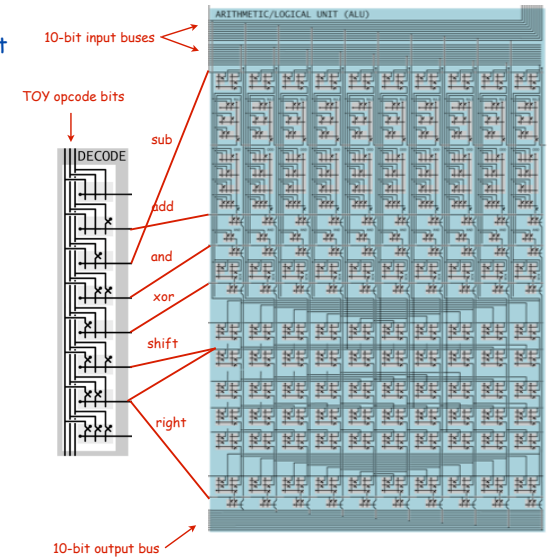 ARITHMETIC/LOGICAL UNIT (ALU)
10-bit input buses
t
TOY opcode bits
DECODE
sub
add
and
xor
shift
right
10-bit output bus